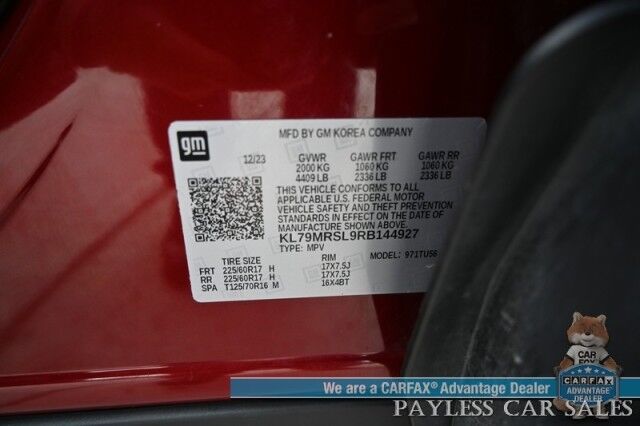 gm
MFD BY GM KOREA COMPANY
12/23 GVWR GAWR FRT GAWR RR
2000 KG 1060 KG 1060 KG
4409 LB 2336 LB 2336 LB
THIS VEHICLE CONFORMS TO ALL
APPLICABLE U.S. FEDERAL MOTOR
VEHICLE SAFETY AND THEFT PREVENTION
STANDARDS IN EFFECT ON THE DATE OF
MANUFACTURE SHOWN ABOVE.
KL79MRSL9RB144927
TYPE: MPV MODEL: 971TU56
TIRE SIZE RIM
FRT 225/60R17 H 17X7.5J
RR 225/60R17 H 17X7.5J
SPA T125/70R16 M 16X4BT
CAR
FOX
We are a CARFAX® Advantage Dealer
CARFAX
ADVANTAGE
DEALER
PAYLESS CAR SALES